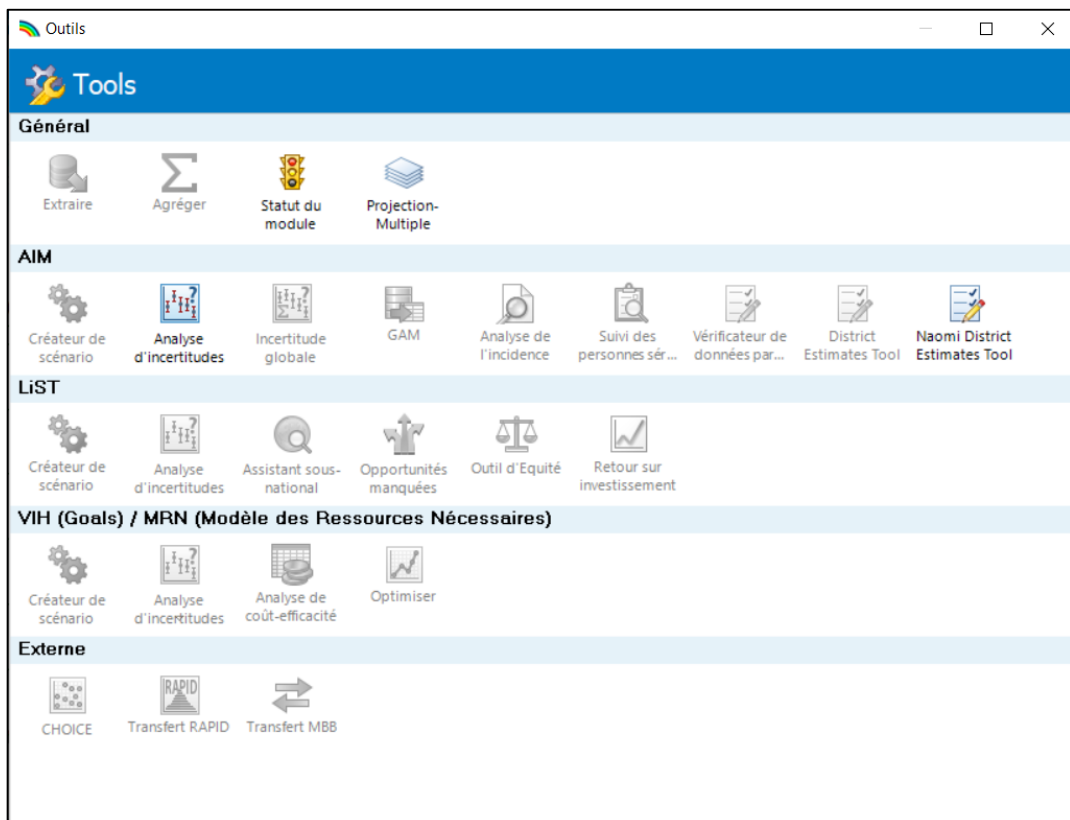 Outils
Tools
Général
Extraire
Agréger
Statut du
module
Projection-
Multiple
AIM
Créateur de
scénario
Analyse
d'incertitudes
Incertitude
globale
GAM
Analyse de
l'incidence
Suivi des
personnes sér...
Vérificateur de
données par...
District
Estimates Tool
Naomi District
Estimates Tool
LiST
Créateur de
scénario
Analyse
d'incertitudes
Assistant sous-
national
Opportunités
manquées
Outil d'Equité
Retour sur
investissement
VIH (Goals) / MRN (Modèle des Ressources Nécessaires)
Créateur de
scénario
Analyse
d'incertitudes
Analyse de
coût-efficacité
Optimiser
Externe
CHOICE
RAPID
Transfert RAPID
Transfert MBB